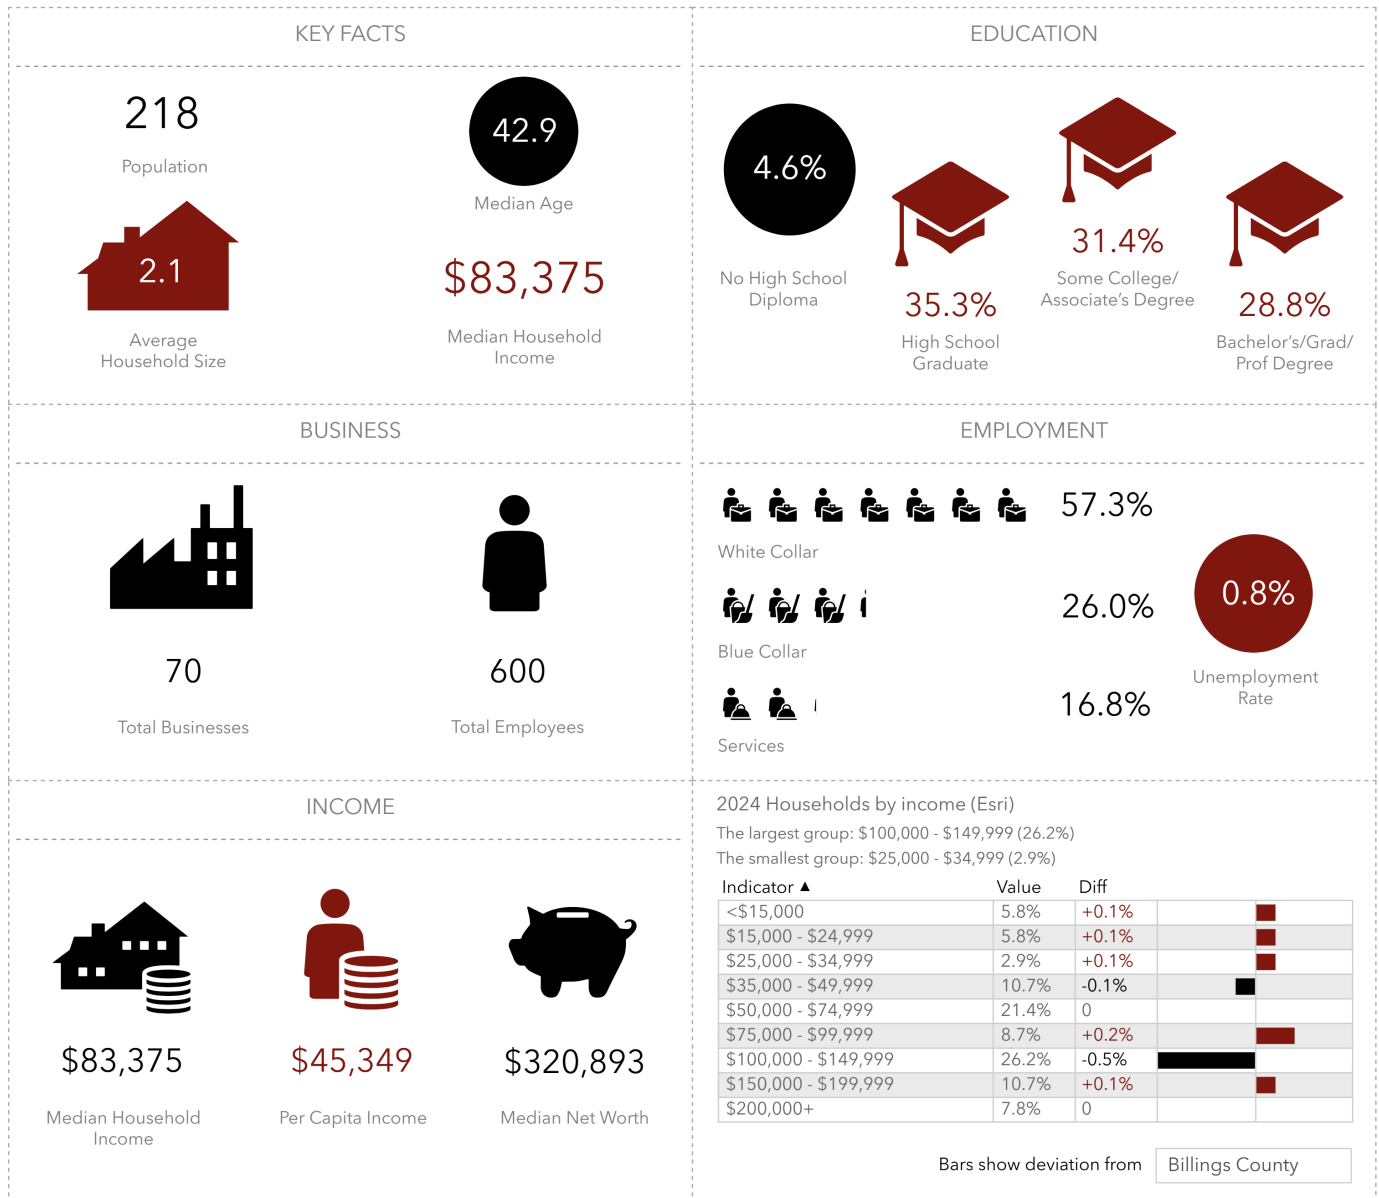 KEY FACTS
218
Population
42.9
Median Age
2.1
Average
Household Size
$83,375
Median Household
Income
EDUCATION
4.6%
No High School
Diploma
35.3%
High School
Graduate
31.4%
Some College/
Associate's Degree
28.8%
Bachelor's/Grad/
Prof Degree
BUSINESS
70
Total Businesses
600
Total Employees
EMPLOYMENT
57.3%
White Collar
26.0%
Blue Collar
16.8%
Services
0.8%
Unemployment
Rate
INCOME
$83,375
Median Household
Income
$45,349
Per Capita Income
$320,893
Median Net Worth
2024 Households by income (Esri)
The largest group: $100,000 - $149,999 (26.2%)
The smallest group: $25,000 - $34,999 (2.9%)
Indicator ▲ Value Diff
<$15,000 5.8% +0.1%
$15,000 - $24,999 5.8% +0.1%
$25,000 - $34,999 2.9% +0.1%
$35,000 - $49,999 10.7% -0.1%
$50,000 - $74,999 21.4% 0
$75,000 - $99,999 8.7% +0.2%
$100,000 - $149,999 26.2% -0.5%
$150,000 - $199,999 10.7% +0.1%
$200,000+ 7.8% 0
Bars show deviation from Billings County